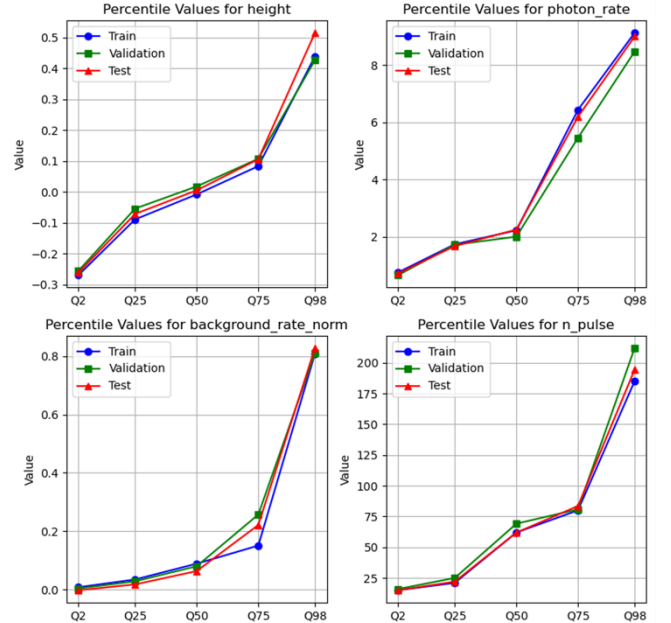 Percentile Values for height
Value
0.5
0.4
0.3
0.2
0.1
0.0
−0.1
−0.2
−0.3
Train
Validation
Test
Q2 Q25 Q50 Q75 Q98
Percentile Values for photon_rate
Value
8
6
4
2
Train
Validation
Test
Q2 Q25 Q50 Q75 Q98
Percentile Values for background_rate_norm
Value
0.8
0.6
0.4
0.2
0.0
Train
Validation
Test
Q2 Q25 Q50 Q75 Q98
Percentile Values for n_pulse
Value
200
175
150
125
100
75
50
25
Train
Validation
Test
Q2 Q25 Q50 Q75 Q98